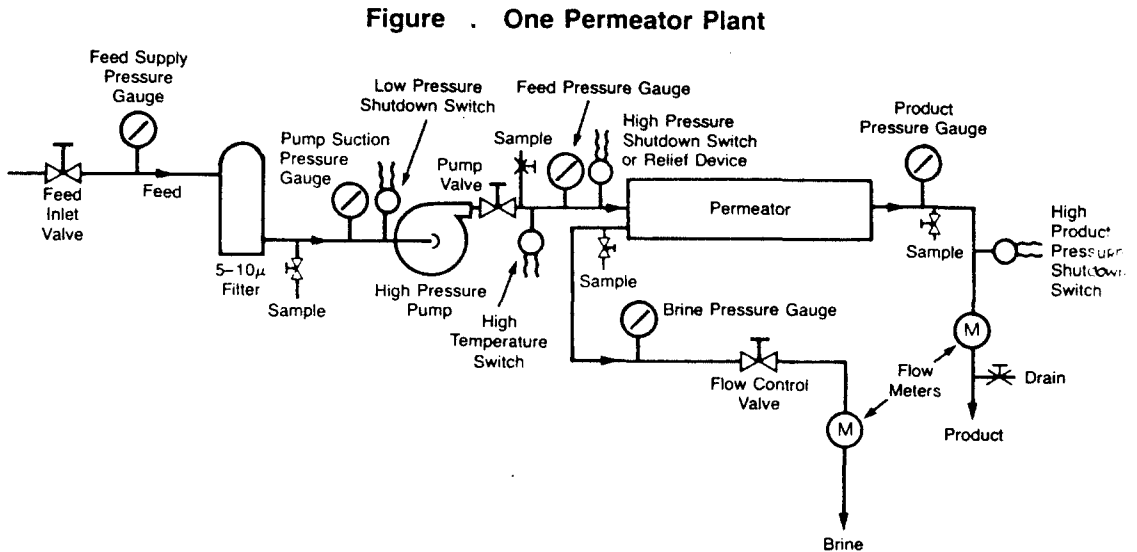 Figure . One Permeator Plant
Feed Supply
Pressure
Gauge
Feed
Inlet
Valve
Feed
5–10µ
Filter
Sample
Pump Suction
Pressure
Gauge
Low Pressure
Shutdown Switch
High Pressure
Pump
Pump
Valve
Sample
High
Temperature
Switch
Feed Pressure Gauge
High Pressure
Shutdown Switch
or Relief Device
Permeator
Sample
Brine Pressure Gauge
Flow Control
Valve
Product
Pressure Gauge
Sample
High
Product
Pressure
Shutdown
Switch
M
Flow
Meters
M
Drain
Product
Brine